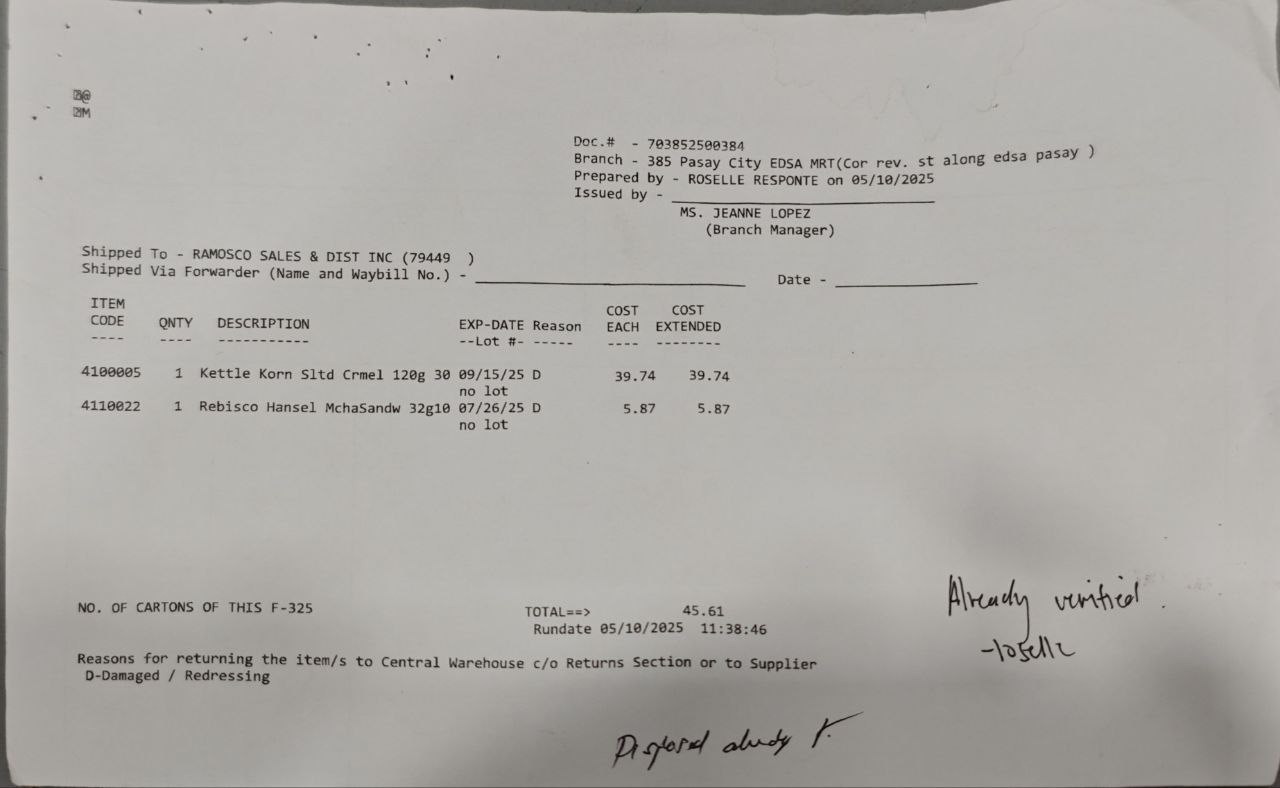 @
M
Doc.# - 703852500384
Branch - 385 Pasay City EDSA MRT(Cor rev. st along edsa pasay )
Prepared by - ROSELLE RESPONTE on 05/10/2025
Issued by - ____________________
MS. JEANNE LOPEZ
(Branch Manager)
Shipped To - RAMOSCO SALES & DIST INC (79449 )
Shipped Via Forwarder (Name and Waybill No.) - ____________________ Date - ____________________
ITEM
CODE QNTY DESCRIPTION EXP-DATE Reason COST EACH COST EXTENDED
---- ---- ----------- --Lot #- ----- ---- --------
4100005 1 Kettle Korn Sltd Crmel 120g 30 09/15/25 D 39.74 39.74
no lot
4110022 1 Rebisco Hansel MchaSandw 32g10 07/26/25 D 5.87 5.87
no lot
NO. OF CARTONS OF THIS F-325 TOTAL==> 45.61
Rundate 05/10/2025 11:38:46
Already verified.
-roselle
Reasons for returning the item/s to Central Warehouse c/o Returns Section or to Supplier
D-Damaged / Redressing
Disposed already